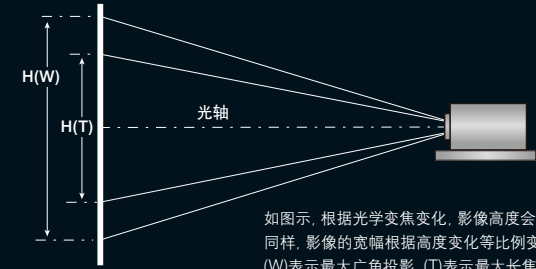 H(W)
H(T)
光轴
如图示, 根据光学变焦变化, 影像高度会
同样, 影像的宽幅根据高度变化等比例变
(W)表示最大广角投影, (T)表示最大长焦